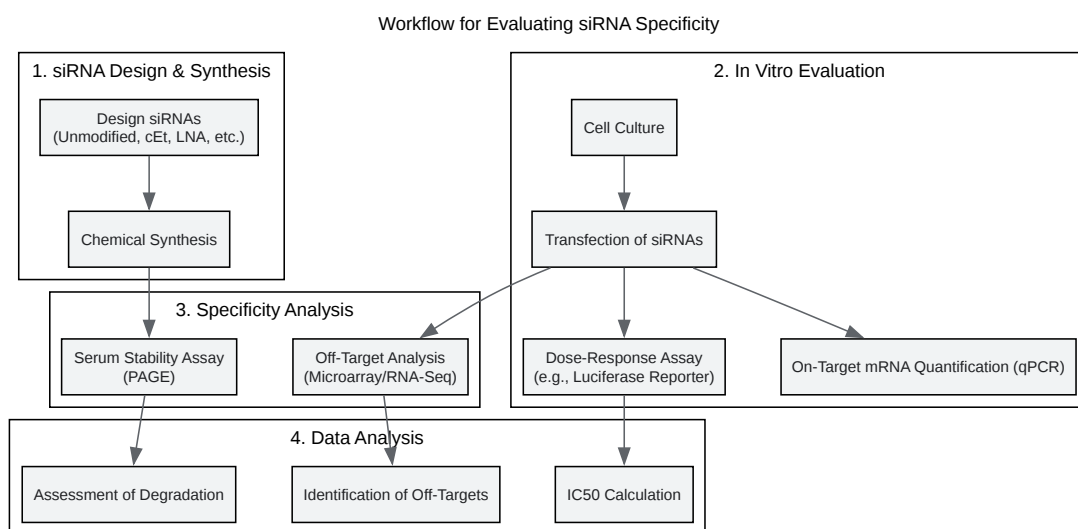 Workflow for Evaluating siRNA Specificity
1. siRNA Design & Synthesis
Design siRNAs
(Unmodified, cEt, LNA, etc.)
Chemical Synthesis
2. In Vitro Evaluation
Cell Culture
Transfection of siRNAs
3. Specificity Analysis
Serum Stability Assay
(PAGE)
Off-Target Analysis
(Microarray/RNA-Seq)
Dose-Response Assay
(e.g., Luciferase Reporter)
On-Target mRNA Quantification (qPCR)
4. Data Analysis
Assessment of Degradation
Identification of Off-Targets
IC50 Calculation